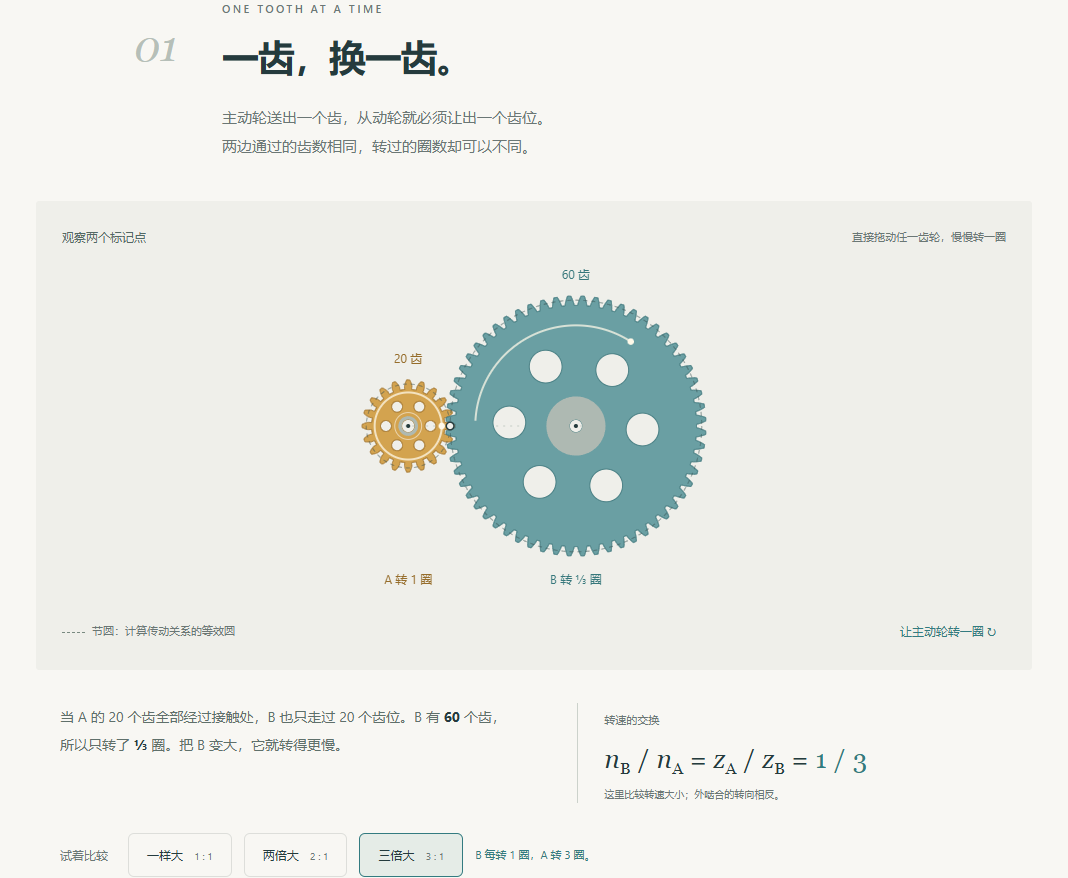 ONE TOOTH AT A TIME
01
一齿，换一齿。
主动轮送出一个齿，从动轮就必须让出一个齿位。
两边通过的齿数相同，转过的圈数却可以不同。
观察两个标记点
直接拖动任一齿轮，慢慢转一圈
60 齿
20 齿
A 转 1 圈
B 转 ⅓ 圈
节圆：计算传动关系的等效圆
让主动轮转一圈 ↻
当 A 的 20 个齿全部经过接触处，B 也只走过 20 个齿位。B 有 60 个齿，
所以只转了 ⅓ 圈。把 B 变大，它就转得更慢。
转速的交换
nB / nA = zA / zB = 1 / 3
这里比较转速大小；外啮合的转向相反。
试着比较
一样大 1 : 1
两倍大 2 : 1
三倍大 3 : 1
B 每转 1 圈，A 转 3 圈。